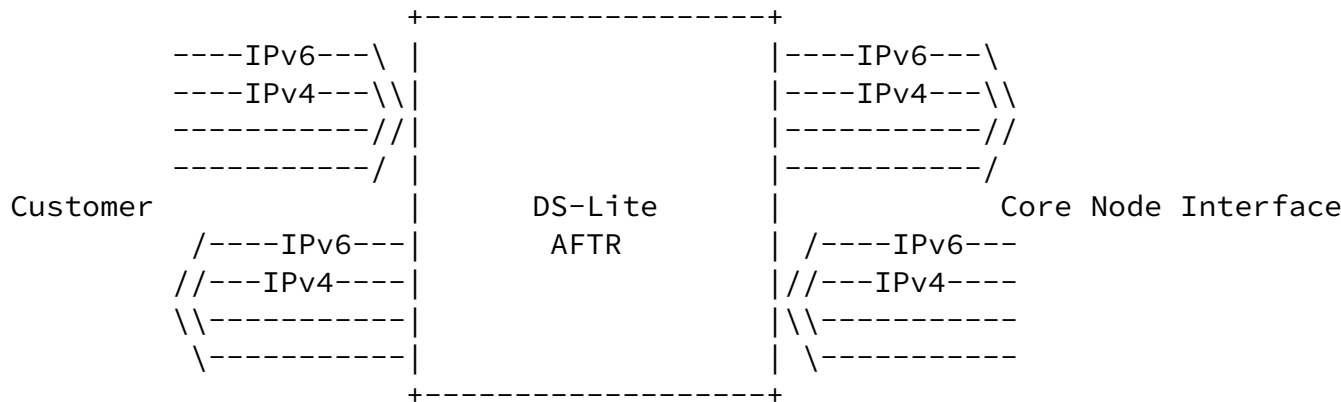 +------------------+
----IPv6---\ | |----IPv6---\
----IPv4---\\| |----IPv4---\\
-----------//| |-----------//
-----------/ | |-----------/
Customer | DS-Lite | Core Node Interface
/----IPv6---| AFTR | /----IPv6---
//---IPv4----| |//---IPv4----
\\-----------| |\\-----------
\-----------| | \-----------
+------------------+